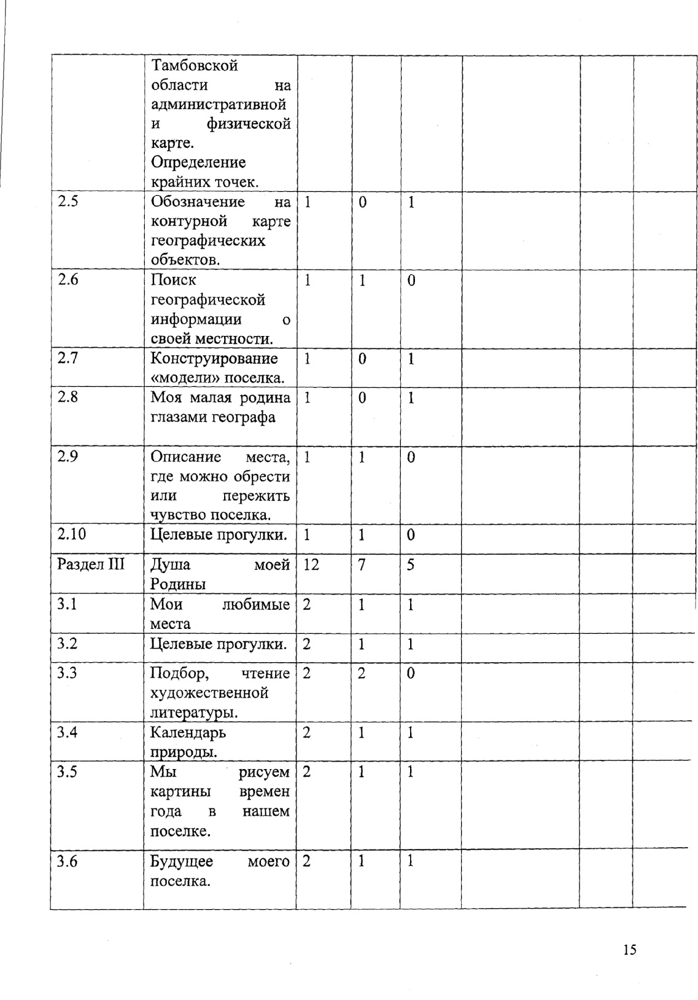 Тамбовской
области на
административной
и физической
карте.
Определение
крайних точек.
2.5 Обозначение на 1 0 1
контурной карте
географических
объектов.
2.6 Поиск 1 1 0
географической
информации о
своей местности.
2.7 Конструирование 1 0 1
«модели» поселка.
2.8 Моя малая родина 1 0 1
глазами географа
2.9 Описание места, 1 1 0
где можно обрести
или пережить
чувство поселка.
2.10 Целевые прогулки. 1 1 0
Раздел III Душа моей 12 7 5
Родины
3.1 Мои любимые 2 1 1
места
3.2 Целевые прогулки. 2 1 1
3.3 Подбор, чтение 2 2 0
художественной
литературы.
3.4 Календарь 2 1 1
природы.
3.5 Мы рисуем 2 1 1
картины времен
года в нашем
поселке.
3.6 Будущее моего 2 1 1
поселка.
15